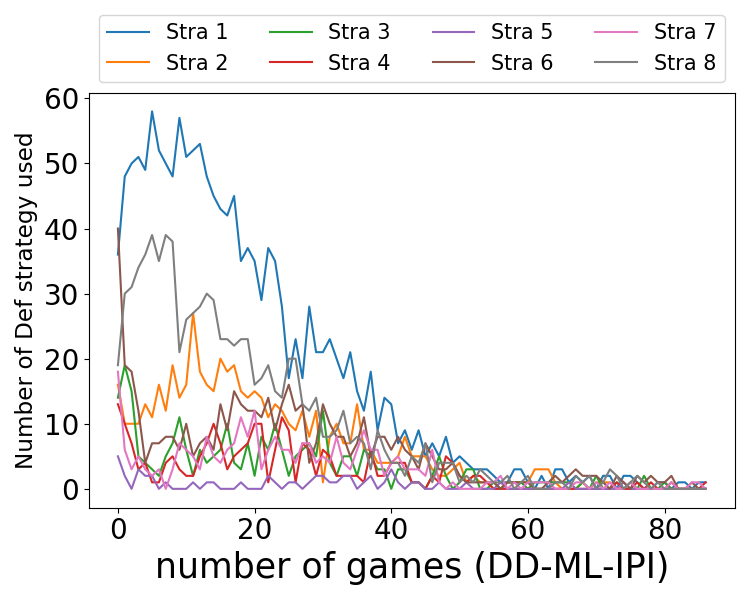 Stra 1 Stra 3 Stra 5 Stra 7
Stra 2 Stra 4 Stra 6 Stra 8
Number of Def strategy used
60
50
40
30
20
10
0
0 20 40 60 80
number of games (DD-ML-IPI)